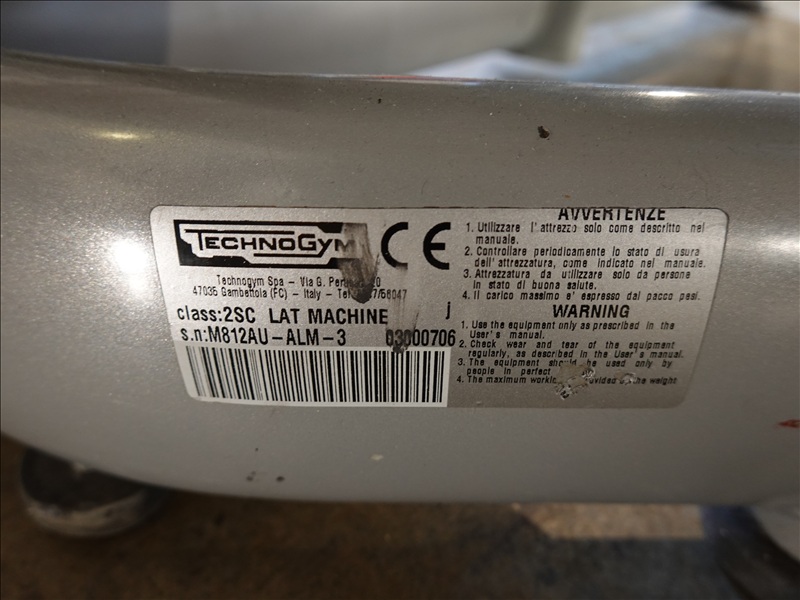 TECHNOGYM
CE
Technogym Spa - Via G.
47035 Gambettola (FC) - Italy -
class:2SC LAT MACHINE j
s.n:M812AU-ALM-3 03000706
AVVERTENZE
1. Utilizzare l'attrezzo solo come descritto nel
manuale.
2. Controllare periodicamente lo stato di usura
dell'attrezzatura, come indicato nel manuale.
3. Attrezzatura da utilizzare solo da persone
in stato di buona salute.
4. Il carico massimo e' espresso dal pacco pesi.
WARNING
1. Use the equipment only as prescribed in the
User's manual.
2. Check wear and tear of the equipment
regularly, as described in the User's manual.
3. The equipment should be used only by
people in perfect
4. The maximum the weight